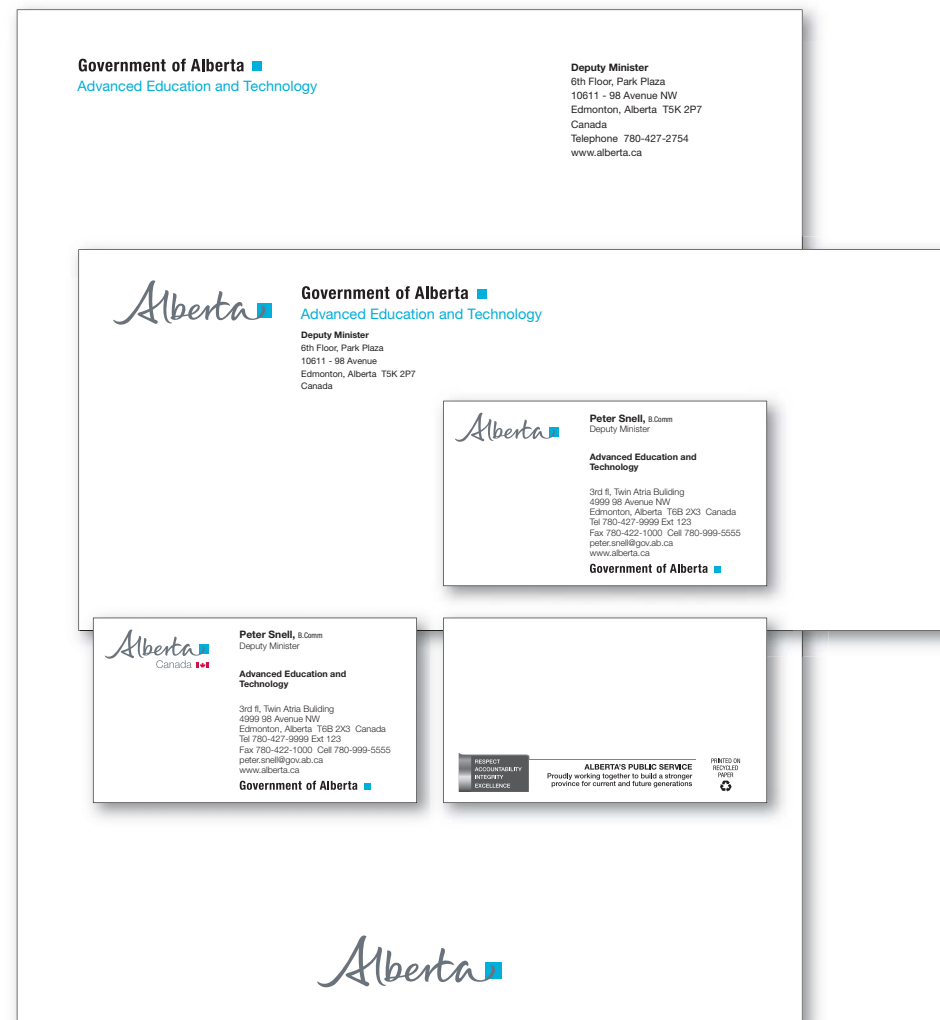 Government of Alberta
Advanced Education and Technology
Deputy Minister
6th Floor, Park Plaza
10611 - 98 Avenue NW
Edmonton, Alberta T5K 2P7
Canada
Telephone 780-427-2754
www.alberta.ca
Alberta
Government of Alberta
Advanced Education and Technology
Deputy Minister
6th Floor, Park Plaza
10611 - 98 Avenue
Edmonton, Alberta T5K 2P7
Canada
Alberta
Peter Snell, B.Comm
Deputy Minister
Advanced Education and
Technology
3rd fl, Twin Atria Buliding
4999 98 Avenue NW
Edmonton, Alberta T6B 2X3 Canada
Tel 780-427-9999 Ext 123
Fax 780-422-1000 Cell 780-999-5555
peter.snell@gov.ab.ca
www.alberta.ca
Government of Alberta
Alberta
Canada
Peter Snell, B.Comm
Deputy Minister
Advanced Education and
Technology
3rd fl, Twin Atria Buliding
4999 98 Avenue NW
Edmonton, Alberta T6B 2X3 Canada
Tel 780-427-9999 Ext 123
Fax 780-422-1000 Cell 780-999-5555
peter.snell@gov.ab.ca
www.alberta.ca
Government of Alberta
RESPECT
ACCOUNTABILITY
INTEGRITY
EXCELLENCE
ALBERTA'S PUBLIC SERVICE
Proudly working together to build a stronger
province for current and future generations
PRINTED ON
RECYCLED
PAPER
Alberta